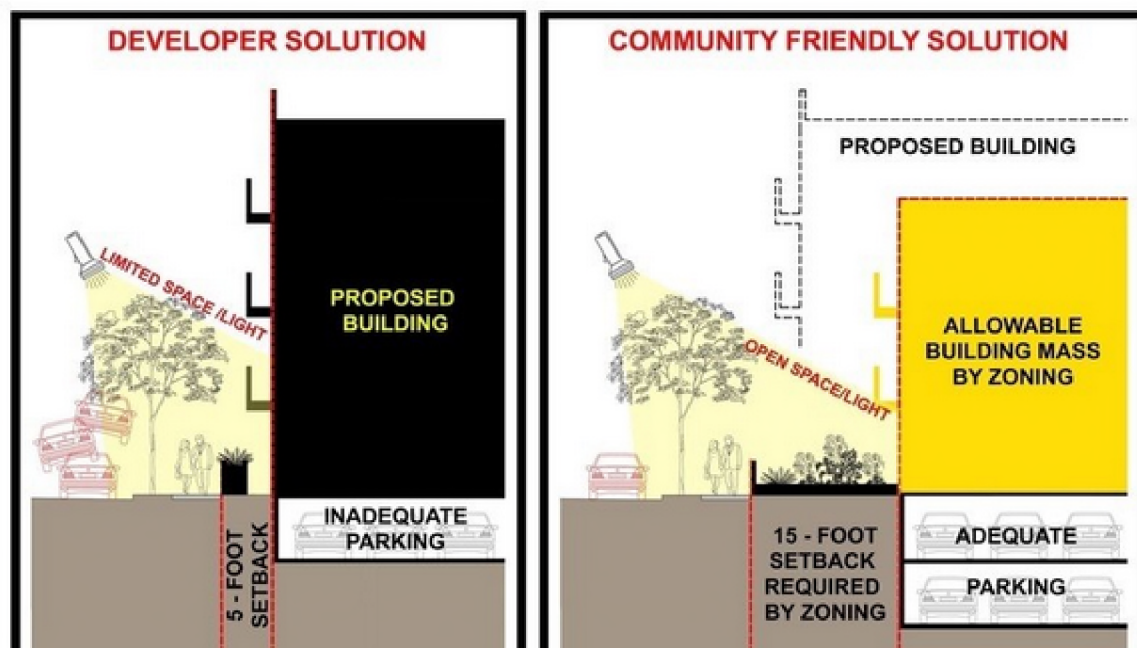 DEVELOPER SOLUTION
LIMITED SPACE /LIGHT
PROPOSED
BUILDING
INADEQUATE
PARKING
5 - FOOT
SETBACK
COMMUNITY FRIENDLY SOLUTION
PROPOSED BUILDING
OPEN SPACE/LIGHT
ALLOWABLE
BUILDING MASS
BY ZONING
15 - FOOT
SETBACK
REQUIRED
BY ZONING
ADEQUATE
PARKING